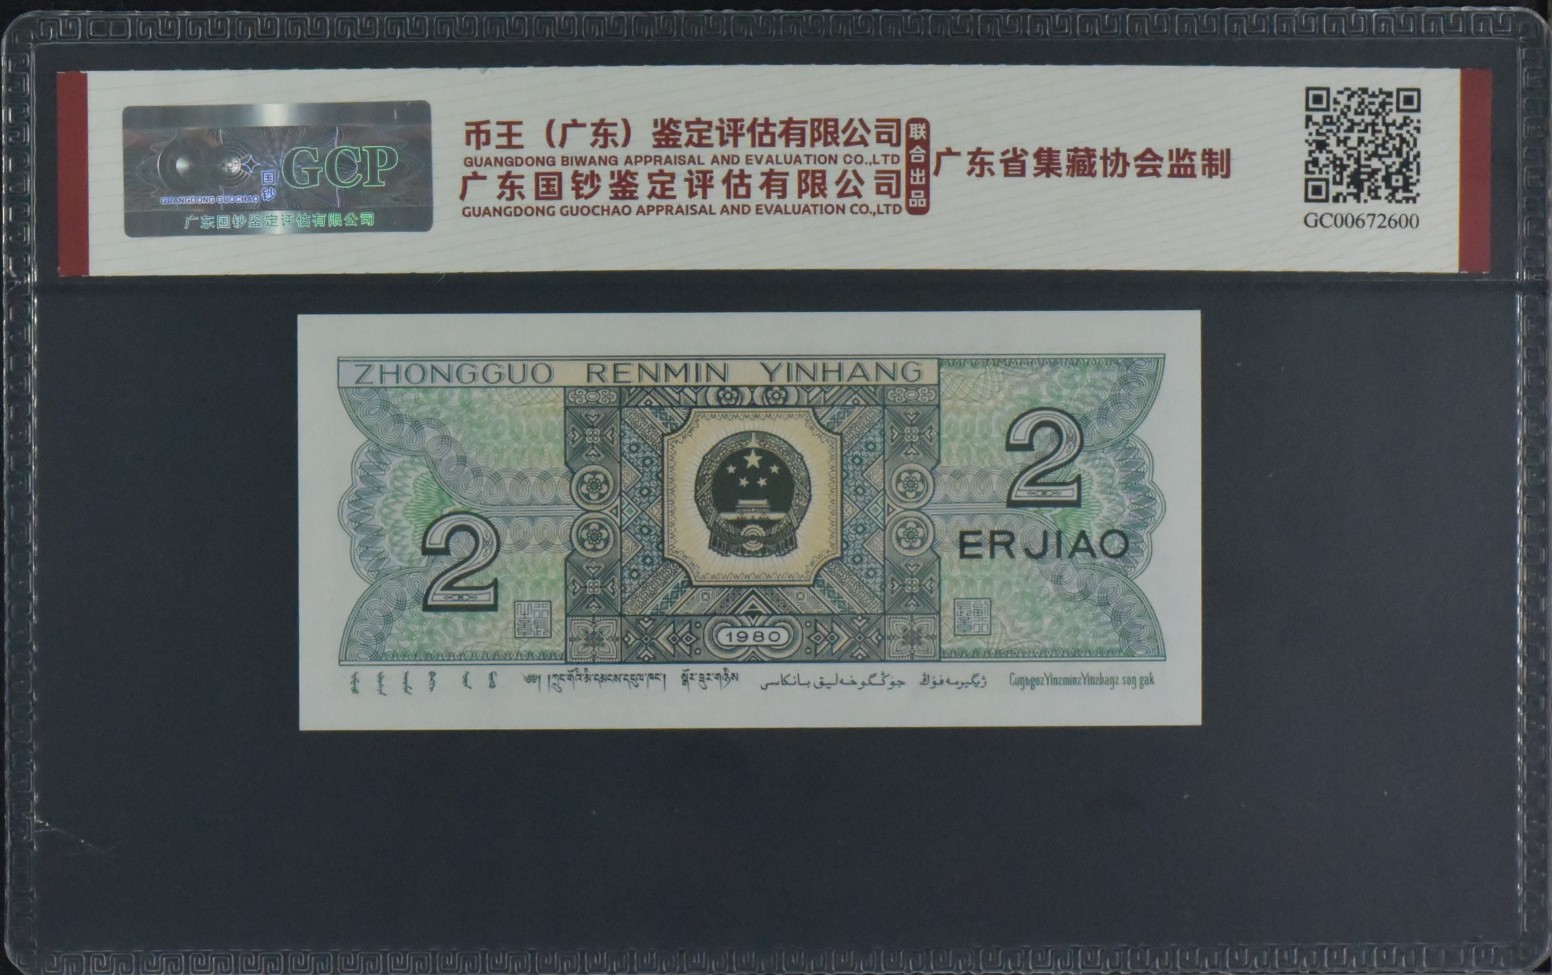 GCP
国钞
GUANGDONG GUOCHAO
广东国钞鉴定评估有限公司
币王（广东）鉴定评估有限公司
GUANGDONG BIWANG APPRAISAL AND EVALUATION CO.,LTD
广东国钞鉴定评估有限公司
GUANGDONG GUOCHAO APPRAISAL AND EVALUATION CO.,LTD
联合出品
广东省集藏协会监制
GC00672600
ZHONGGUO RENMIN YINHANG
2
ERJIAO
2
1980